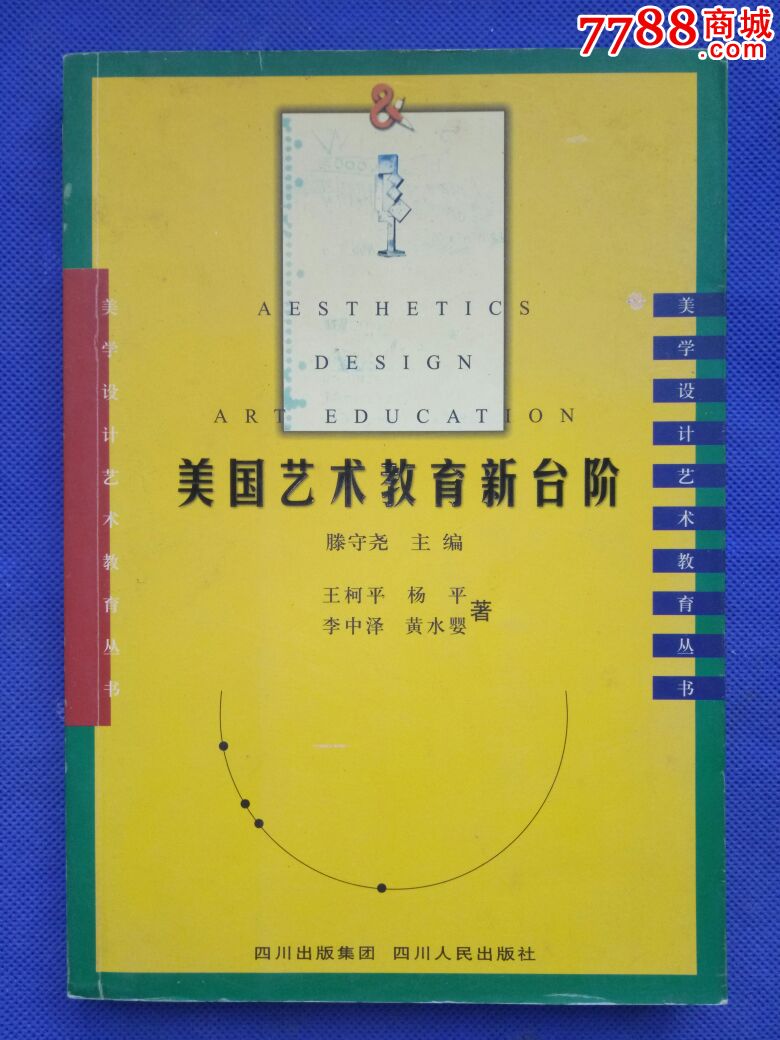 7788商城
.com
&
AESTHETICS
DESIGN
ART EDUCATION
美国艺术教育新台阶
滕守尧 主编
王柯平 杨平
李中泽 黄水婴
著
美学设计艺术教育丛书
美学设计艺术教育丛书
四川出版集团 四川人民出版社